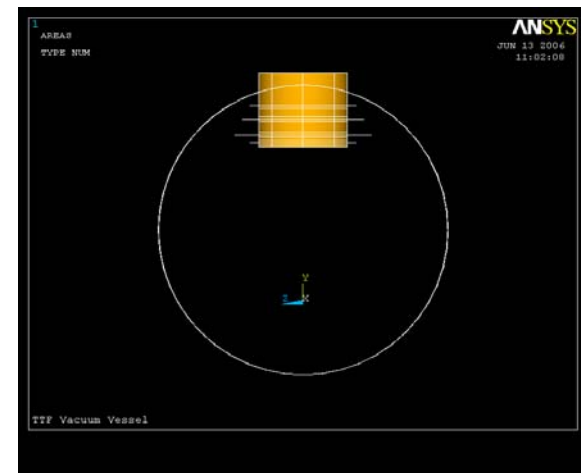 1
AREAS
TYPE NUM
ANSYS
JUN 13 2006
11:02:08
Y
Z
X
TTF Vacuum Vessel